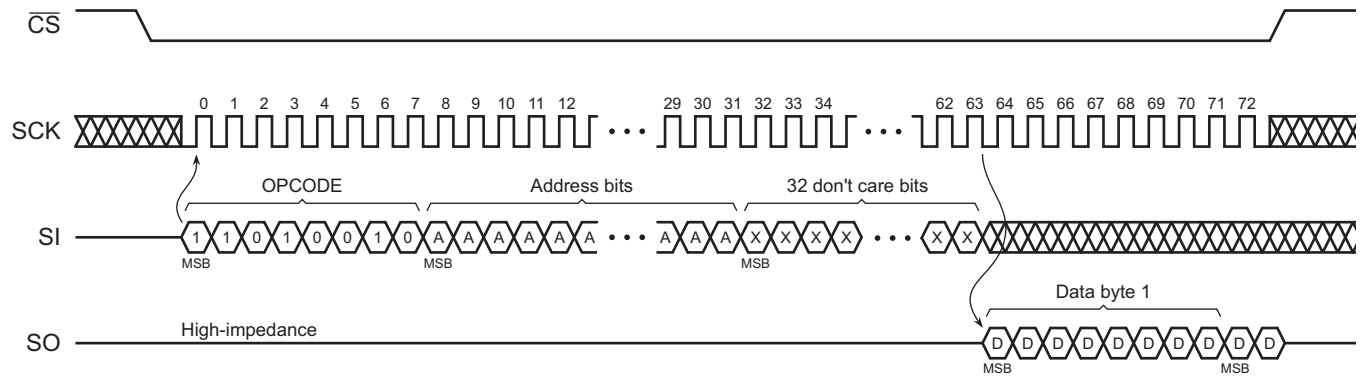 CS
0 1 2 3 4 5 6 7 8 9 10 11 12 29 30 31 32 33 34 62 63 64 65 66 67 68 69 70 71 72
SCK
OPCODE Address bits 32 don't care bits
SI 1 1 0 1 0 0 1 0 A A A A A A A A A X X X X X X
MSB MSB MSB
Data byte 1
High-impedance
SO D D D D D D D D D D
MSB MSB